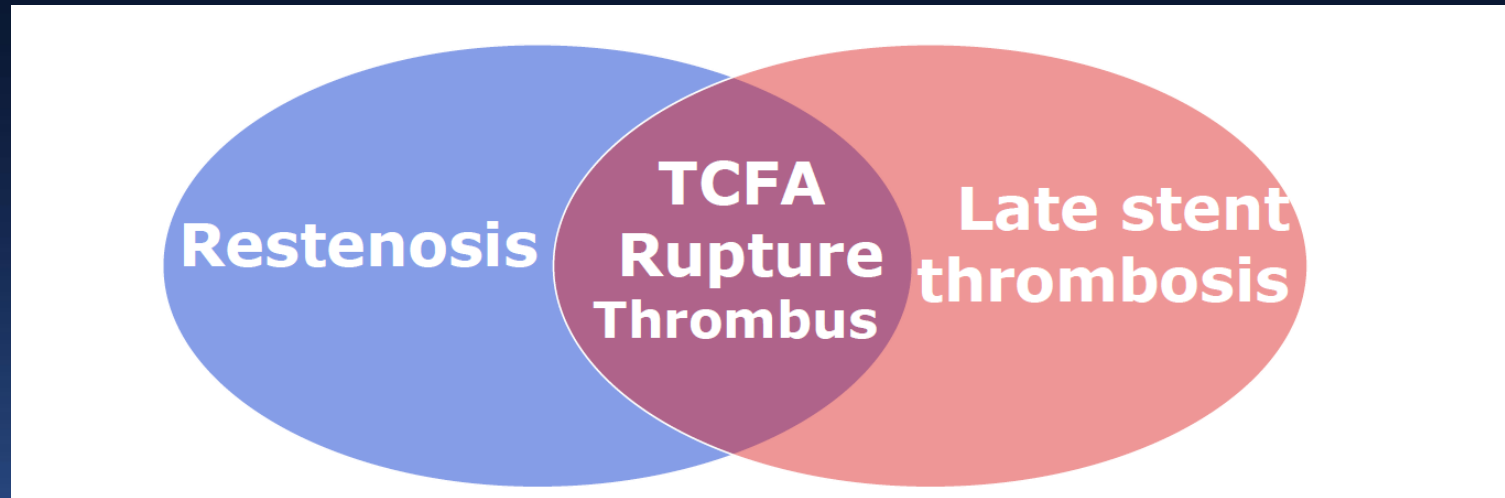 Restenosis
TCFA
Rupture
Thrombus
Late stent
thrombosis